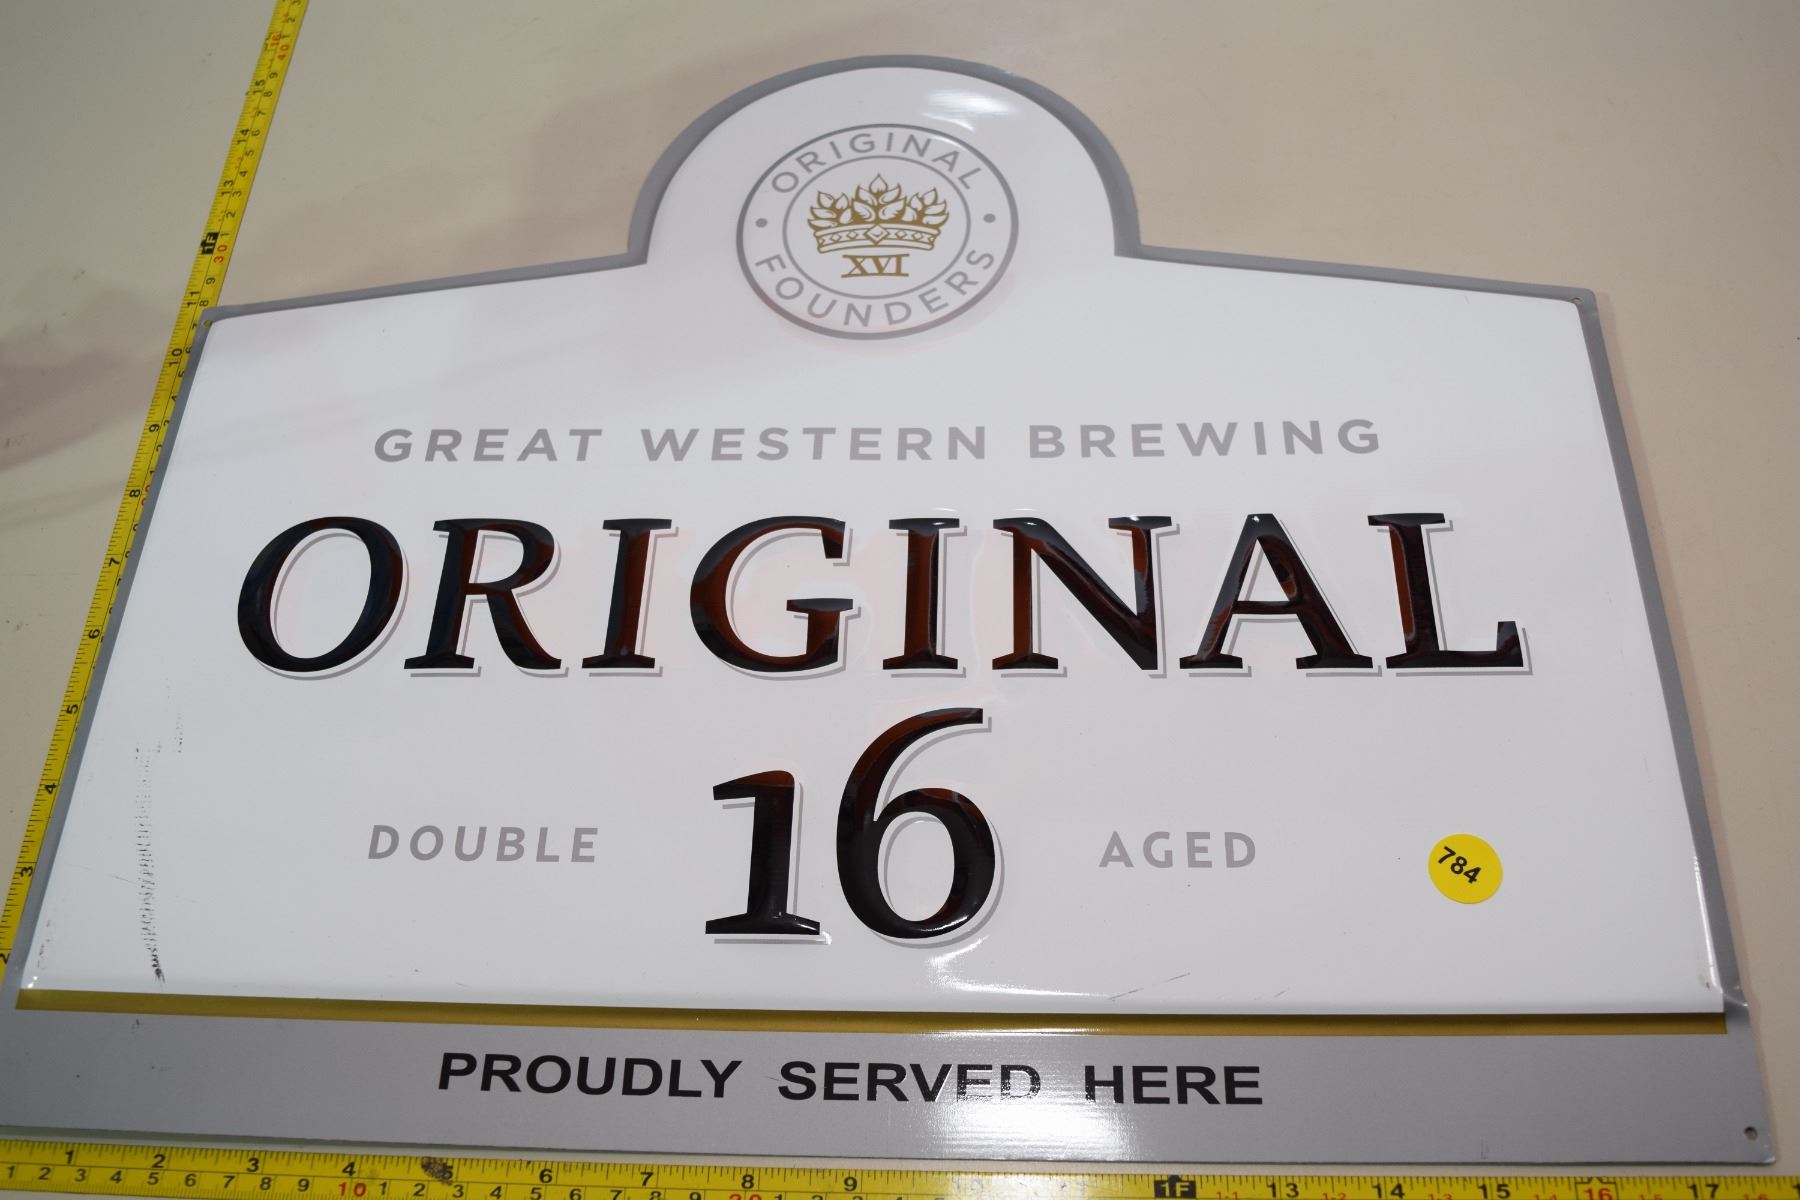 ORIGINAL
XVI
FOUNDERS
GREAT WESTERN BREWING
ORIGINAL
16
DOUBLE AGED
784
PROUDLY SERVED HERE